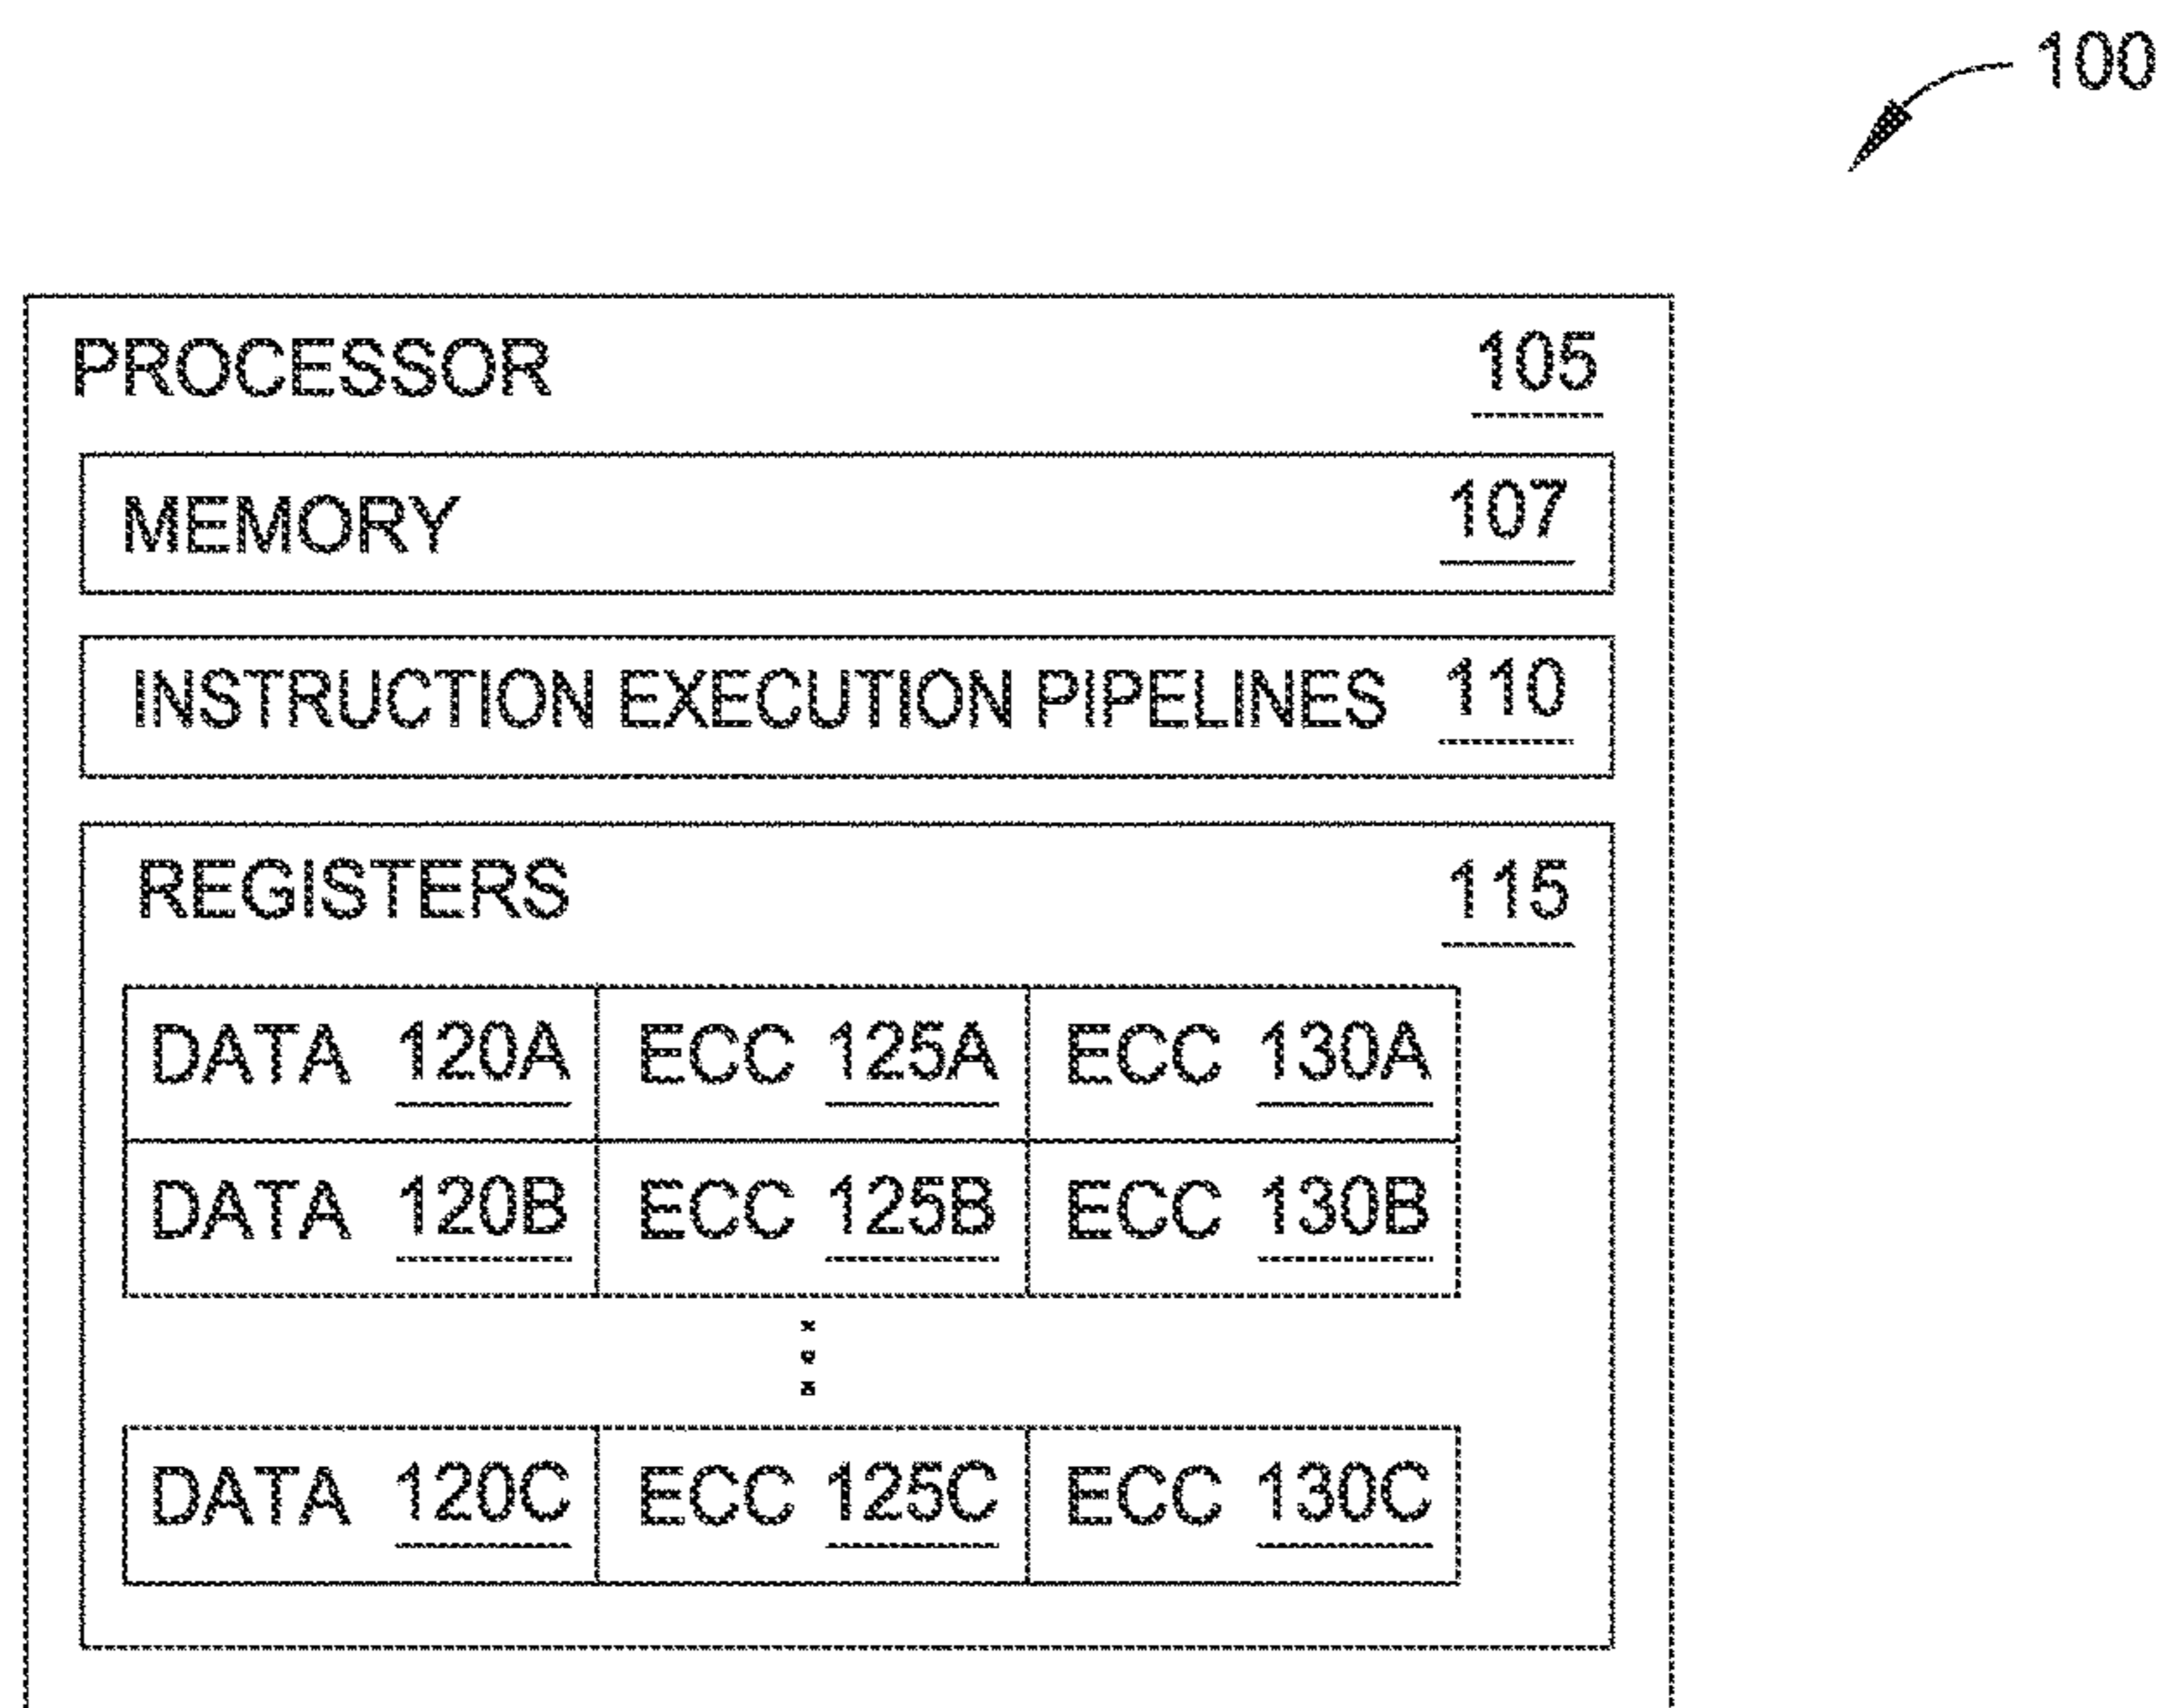 100
PROCESSOR 105
MEMORY 107
INSTRUCTION EXECUTION PIPELINES 110
REGISTERS 115
DATA 120A ECC 125A ECC 130A
DATA 120B ECC 125B ECC 130B
DATA 120C ECC 125C ECC 130C